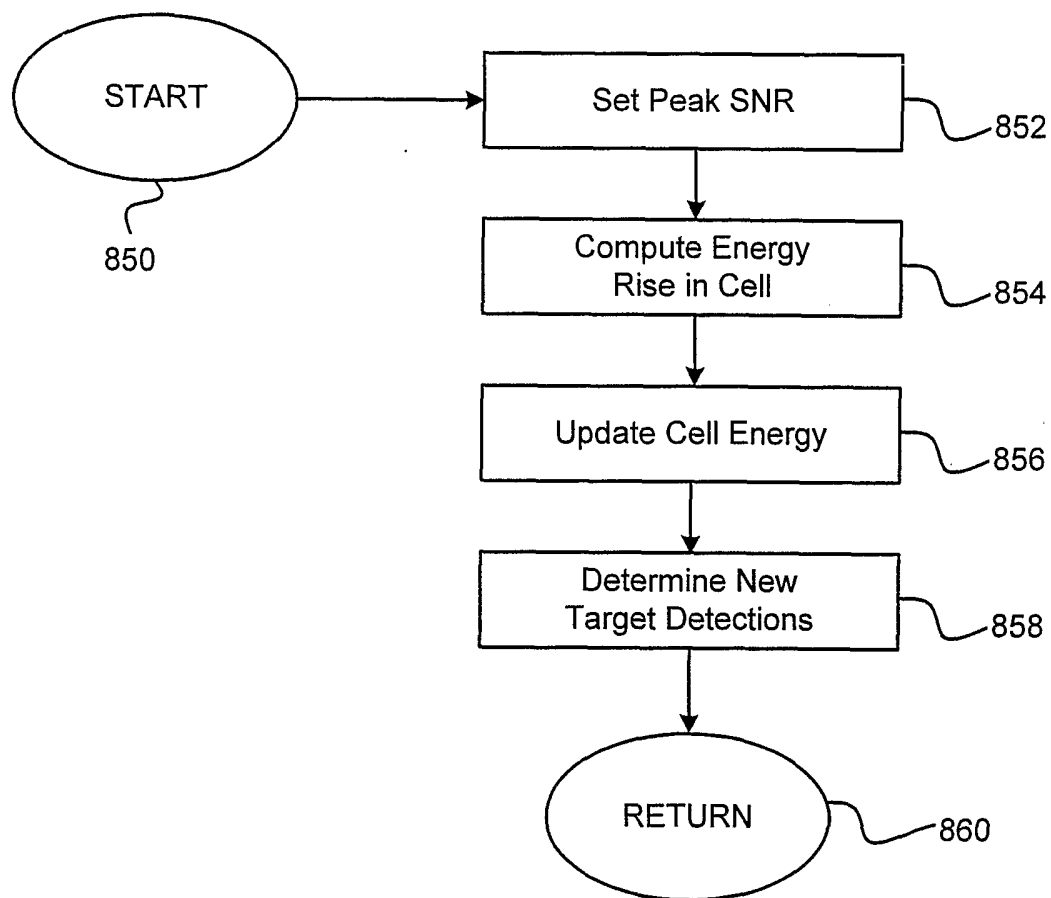 START
850
Set Peak SNR
852
Compute Energy
Rise in Cell
854
Update Cell Energy
856
Determine New
Target Detections
858
RETURN
860